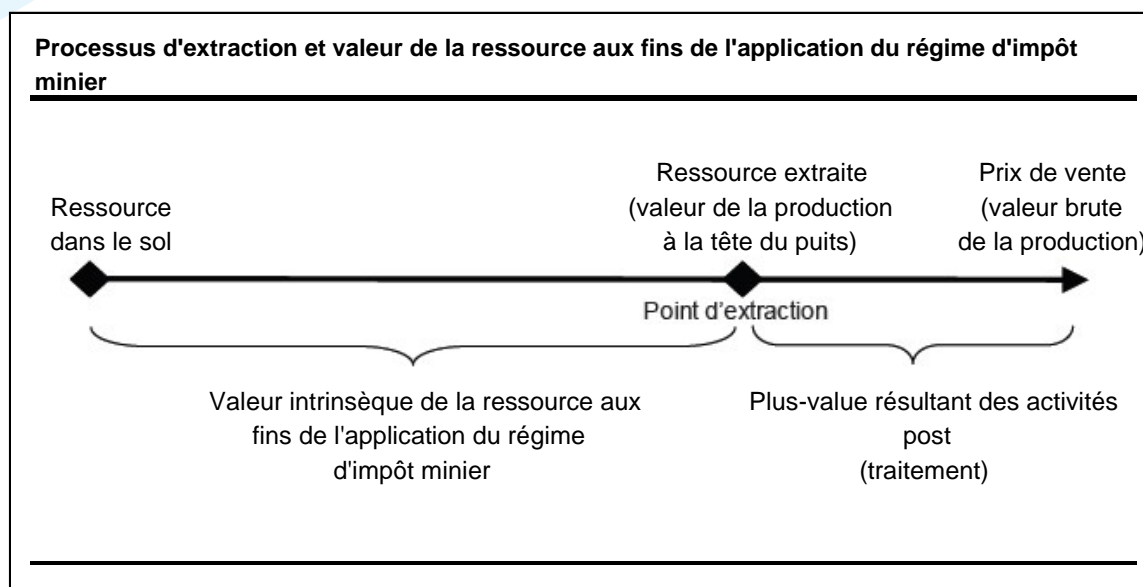 Processus d'extraction et valeur de la ressource aux fins de l'application du régime d'impôt
minier
Ressource
dans le sol
Ressource extraite
(valeur de la production
à la tête du puits)
Prix de vente
(valeur brute
de la production)
Point d'extraction
Valeur intrinsèque de la ressource aux
fins de l'application du régime
d'impôt minier
Plus-value résultant des activités
post
(traitement)